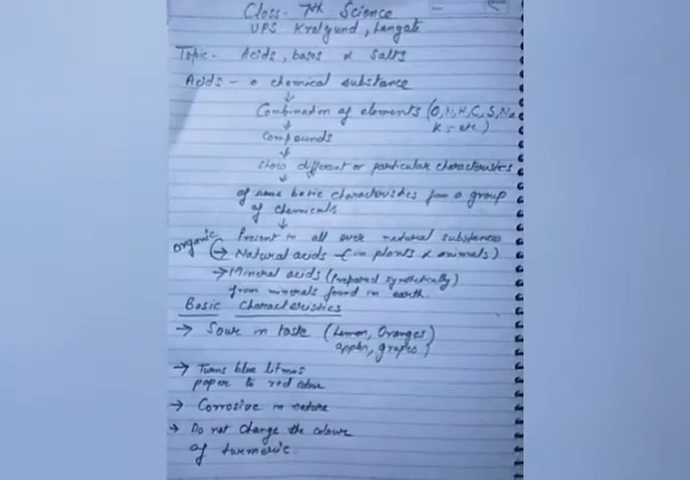 Class- 7th Science
UPS Kralgund, Langate
Topic- Acids, bases & Salts
Acids - a chemical substance
↓
Combination of elements (O, N, H, C, S, Na
K - etc)
↓
Compounds
↓
Show different or particular characteristics
↓
of same basic characteristics form a group
of chemicals
↓
Present in all over natural substances
organic → Natural acids - (in plants & animals)
→ Mineral acids (Prepared synthetically)
from minerals found in earth.
Basic Characteristics
→ Sour in taste (Lemon, Oranges)
apples, grapes}
→ Turns blue litmus
paper to red colour
→ Corrosive in nature
→ Do not change the colour
of turmeric